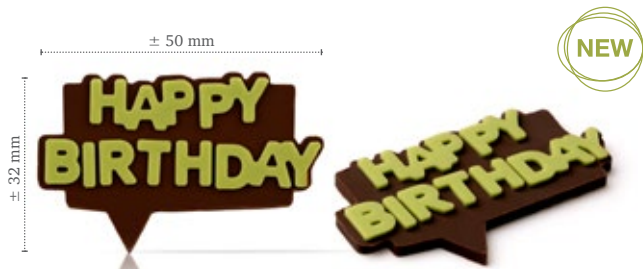 ± 50 mm
NEW
± 32 mm
HAPPY
BIRTHDAY
HAPPY
BIRTHDAY